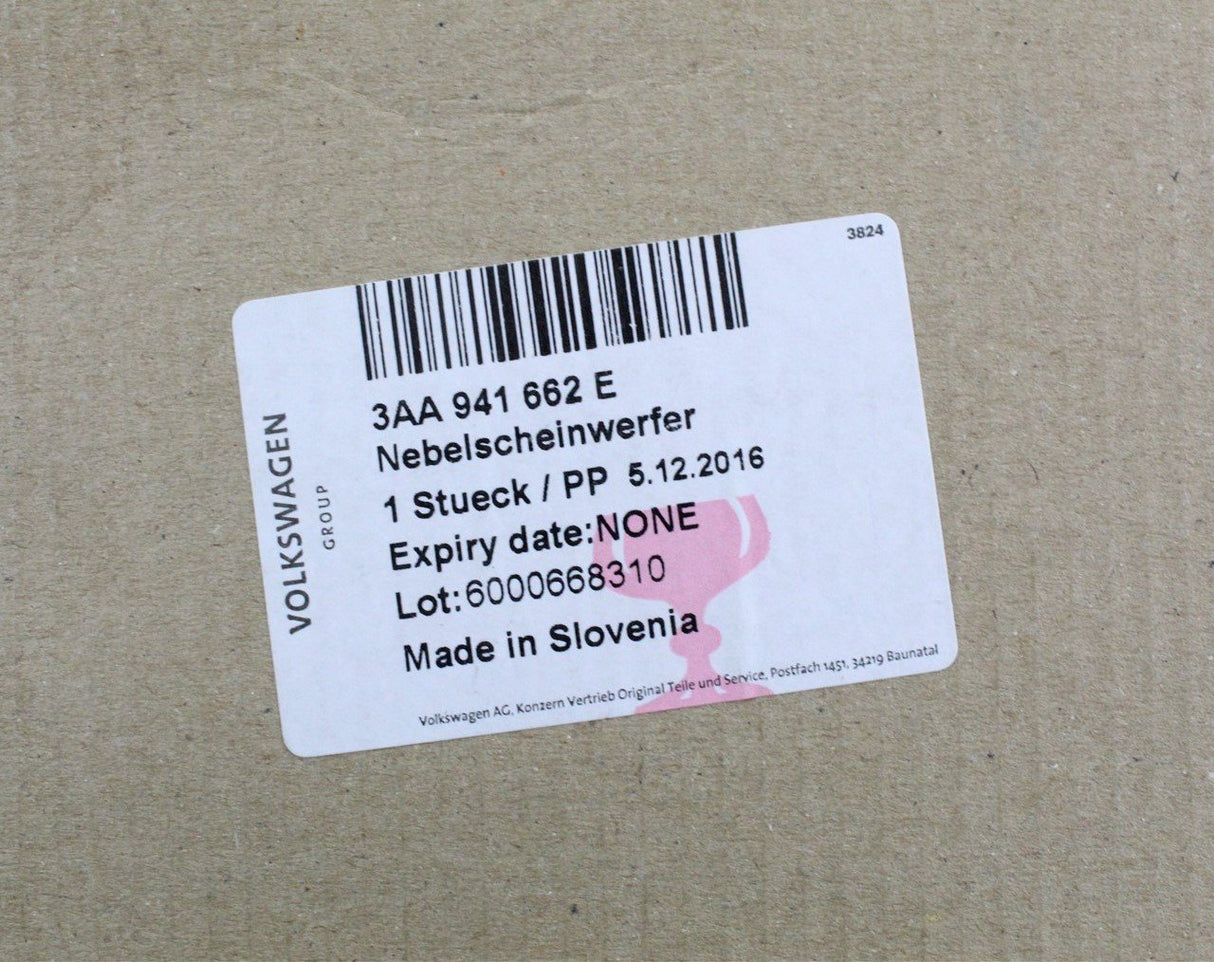 3824
VOLKSWAGEN
GROUP
3AA 941 662 E
Nebelscheinwerfer
1 Stueck / PP 5.12.2016
Expiry date:NONE
Lot:6000668310
Made in Slovenia
Volkswagen AG, Konzern Vertrieb Original Teile und Service, Postfach 1451, 34219 Baunatal